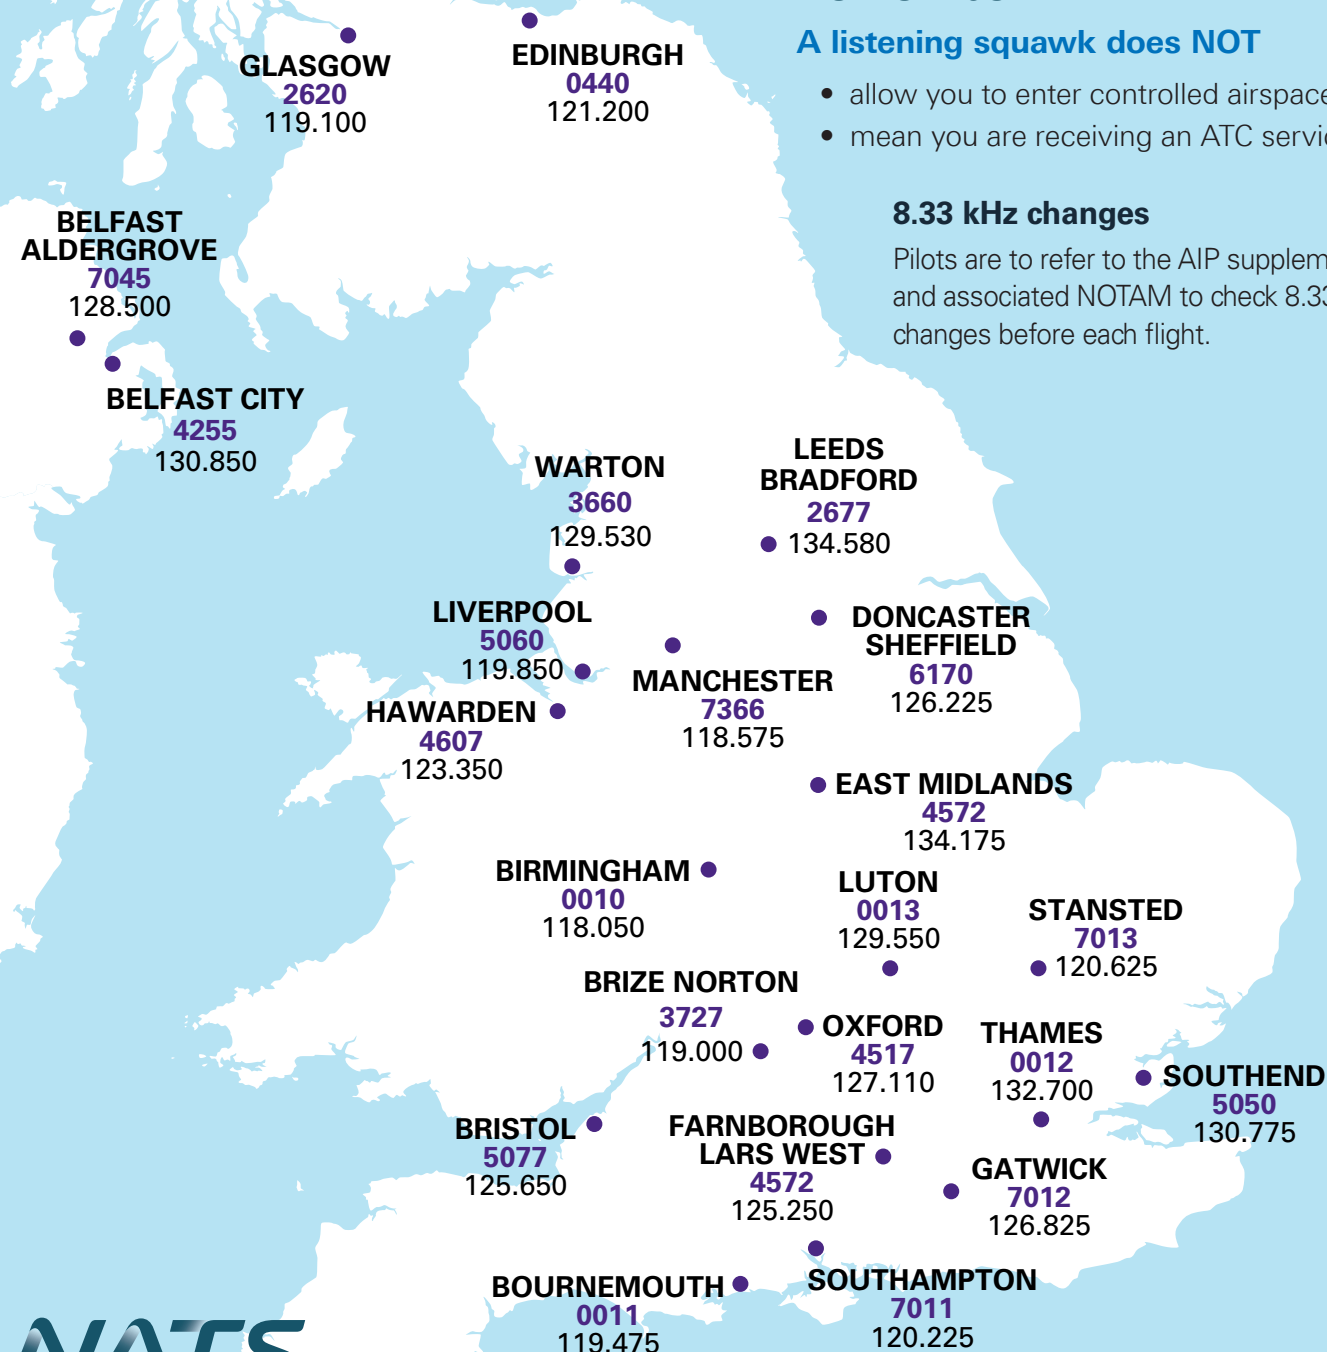 A listening squawk does NOT
• allow you to enter controlled airspace
• mean you are receiving an ATC
8.33 kHz changes
Pilots are to refer to the AIP
and associated NOTAM to check 8.33
changes before each flight.
GLASGOW
2620
119.100
EDINBURGH
0440
121.200
BELFAST
ALDERGROVE
7045
128.500
BELFAST CITY
4255
130.850
WARTON
3660
129.530
LEEDS
BRADFORD
2677
134.580
LIVERPOOL
5060
119.850
MANCHESTER
7366
118.575
DONCASTER
SHEFFIELD
6170
126.225
HAWARDEN
4607
123.350
EAST MIDLANDS
4572
134.175
BIRMINGHAM
0010
118.050
LUTON
0013
129.550
STANSTED
7013
120.625
BRIZE NORTON
3727
119.000
OXFORD
4517
127.110
THAMES
0012
132.700
SOUTHEND
5050
130.775
BRISTOL
5077
125.650
FARNBOROUGH
LARS WEST
4572
125.250
GATWICK
7012
126.825
BOURNEMOUTH
0011
119.475
SOUTHAMPTON
7011
120.225
NATS